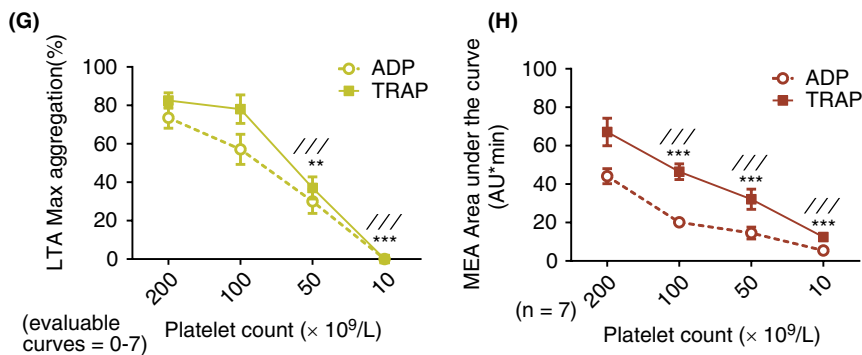 (G)
LTA Max aggregation(%)
100
80
60
40
20
0
ADP
TRAP
///
**
///
***
200
100
50
10
(evaluable
curves = 0-7)
Platelet count (× 10⁹/L)
(H)
MEA Area under the curve
(AU*min)
100
80
60
40
20
0
ADP
TRAP
///
***
///
***
///
***
200
100
50
10
(n = 7)
Platelet count (× 10⁹/L)